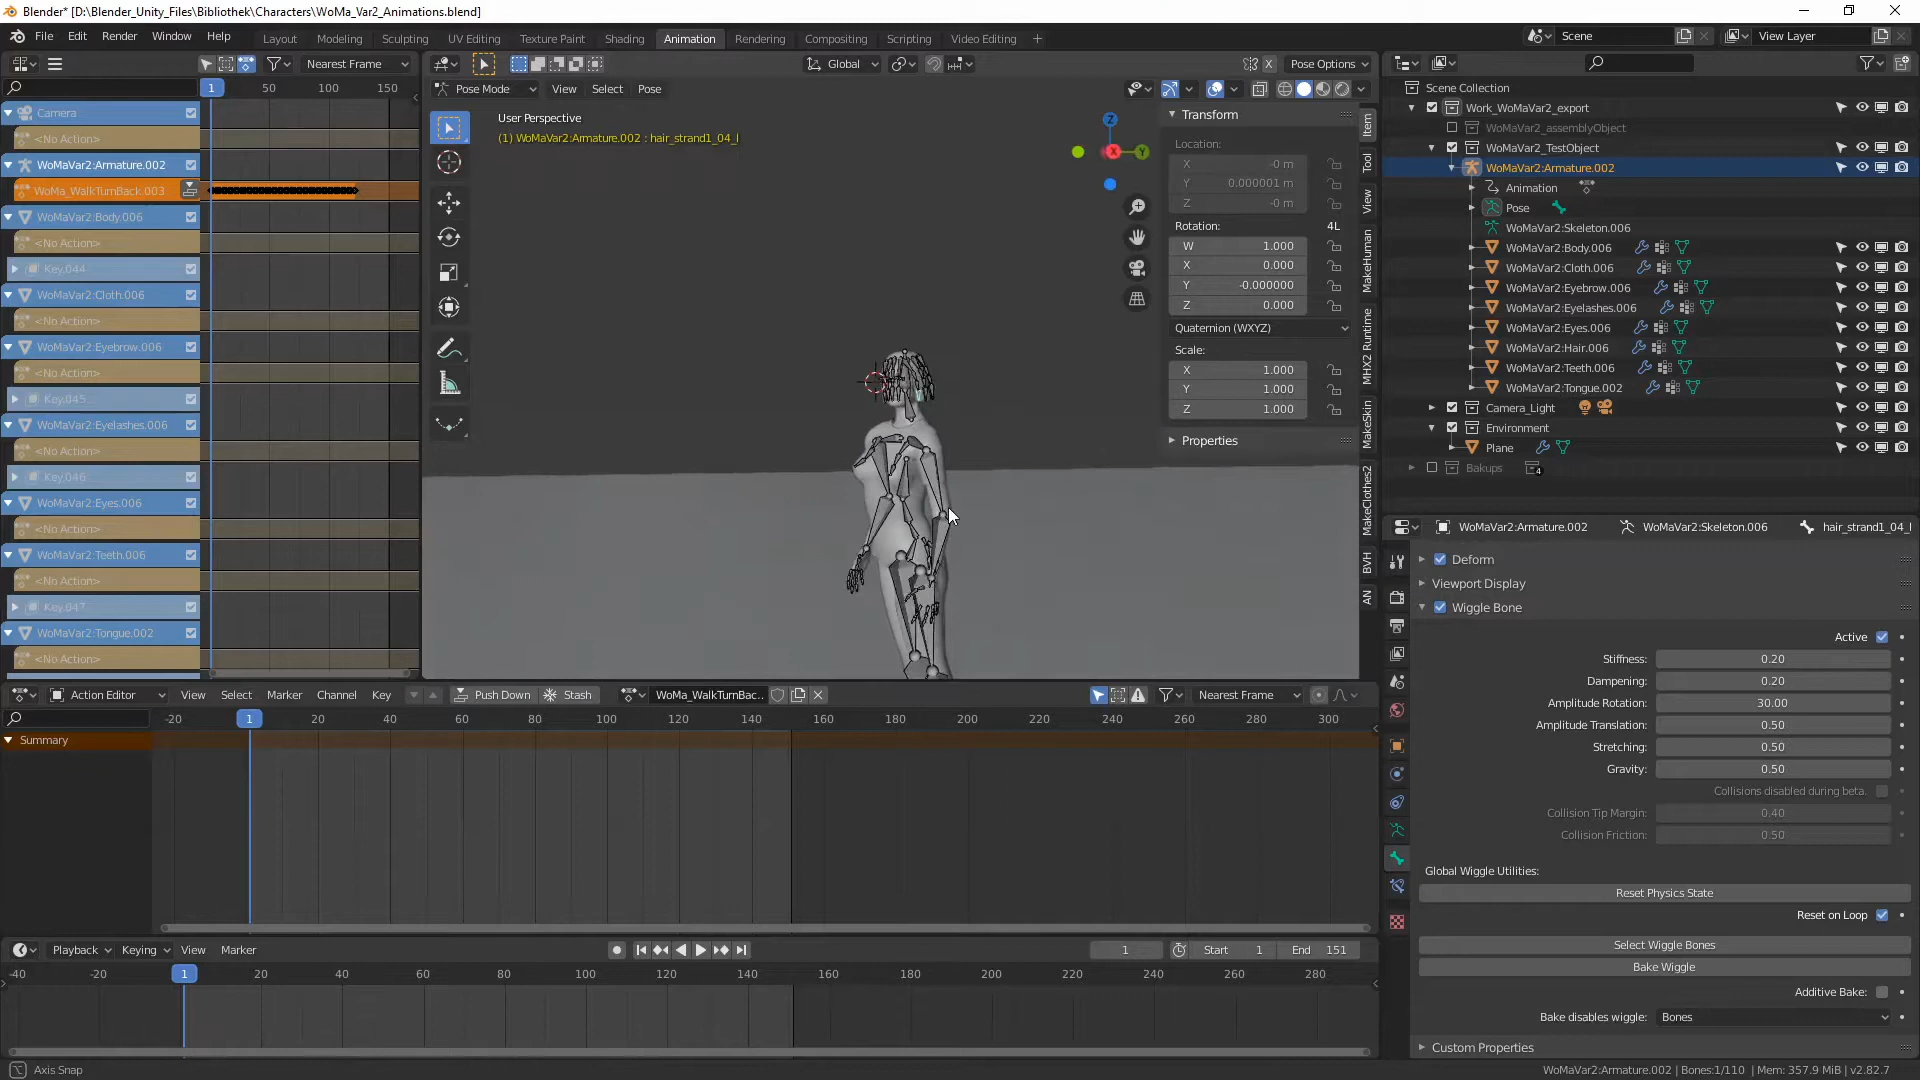 Blender* [D:\Blender_Unity_Files\Bibliothek\Characters\WoMa_Var2_Animations.blend]
File Edit Render Window Help Layout Modeling Sculpting UV Editing Texture Paint Shading Animation Rendering Compositing Scripting Video Editing Scene View Layer
Nearest Frame Global Pose Options
1 50 100 150
Pose Mode View Select Pose
User Perspective
(1) WoMaVar2:Armature.002 : hair_strand1_04_l
Camera
<No Action>
WoMaVar2:Armature.002
WoMa_WalkTurnBack.003
WoMaVar2:Body.006
<No Action>
Key.044
WoMaVar2:Cloth.006
<No Action>
WoMaVar2:Eyebrow.006
<No Action>
Key.045
WoMaVar2:Eyelashes.006
<No Action>
Key.046
WoMaVar2:Eyes.006
<No Action>
WoMaVar2:Teeth.006
<No Action>
Key.047
WoMaVar2:Tongue.002
<No Action>
Z
X
Y
Transform
Location:
X -0 m
Y 0.000001 m
Z -0 m
Rotation: 4L
W 1.000
X 0.000
Y -0.000000
Z 0.000
Quaternion (WXYZ)
Scale:
X 1.000
Y 1.000
Z 1.000
Properties
Item
Tool
View
MakeHuman
MHX2 Runtime
MakeSkin
MakeClothes2
BVH
AN
Scene Collection
Work_WoMaVar2_export
WoMaVar2_assemblyObject
WoMaVar2_TestObject
WoMaVar2:Armature.002
Animation
Pose
WoMaVar2:Skeleton.006
WoMaVar2:Body.006
WoMaVar2:Cloth.006
WoMaVar2:Eyebrow.006
WoMaVar2:Eyelashes.006
WoMaVar2:Eyes.006
WoMaVar2:Hair.006
WoMaVar2:Teeth.006
WoMaVar2:Tongue.002
Camera_Light
Environment
Plane
Bakups 4
WoMaVar2:Armature.002 WoMaVar2:Skeleton.006 hair_strand1_04_l
Deform
Viewport Display
Wiggle Bone
Active
Stiffness: 0.20
Dampening: 0.20
Amplitude Rotation: 30.00
Amplitude Translation: 0.50
Stretching: 0.50
Gravity: 0.50
Collisions disabled during beta.
Collision Tip Margin: 0.40
Collision Friction: 0.50
Global Wiggle Utilities:
Reset Physics State
Reset on Loop
Select Wiggle Bones
Bake Wiggle
Additive Bake:
Bake disables wiggle: Bones
Custom Properties
Action Editor View Select Marker Channel Key Push Down Stash WoMa_WalkTurnBac.. Nearest Frame
-20 1 20 40 60 80 100 120 140 160 180 200 220 240 260 280 300
Summary
Playback Keying View Marker 1 Start 1 End 151
-40 -20 1 20 40 60 80 100 120 140 160 180 200 220 240 260 280
Axis Snap
WoMaVar2:Armature.002 | Bones:1/110 | Mem: 357.9 MiB | v2.82.7